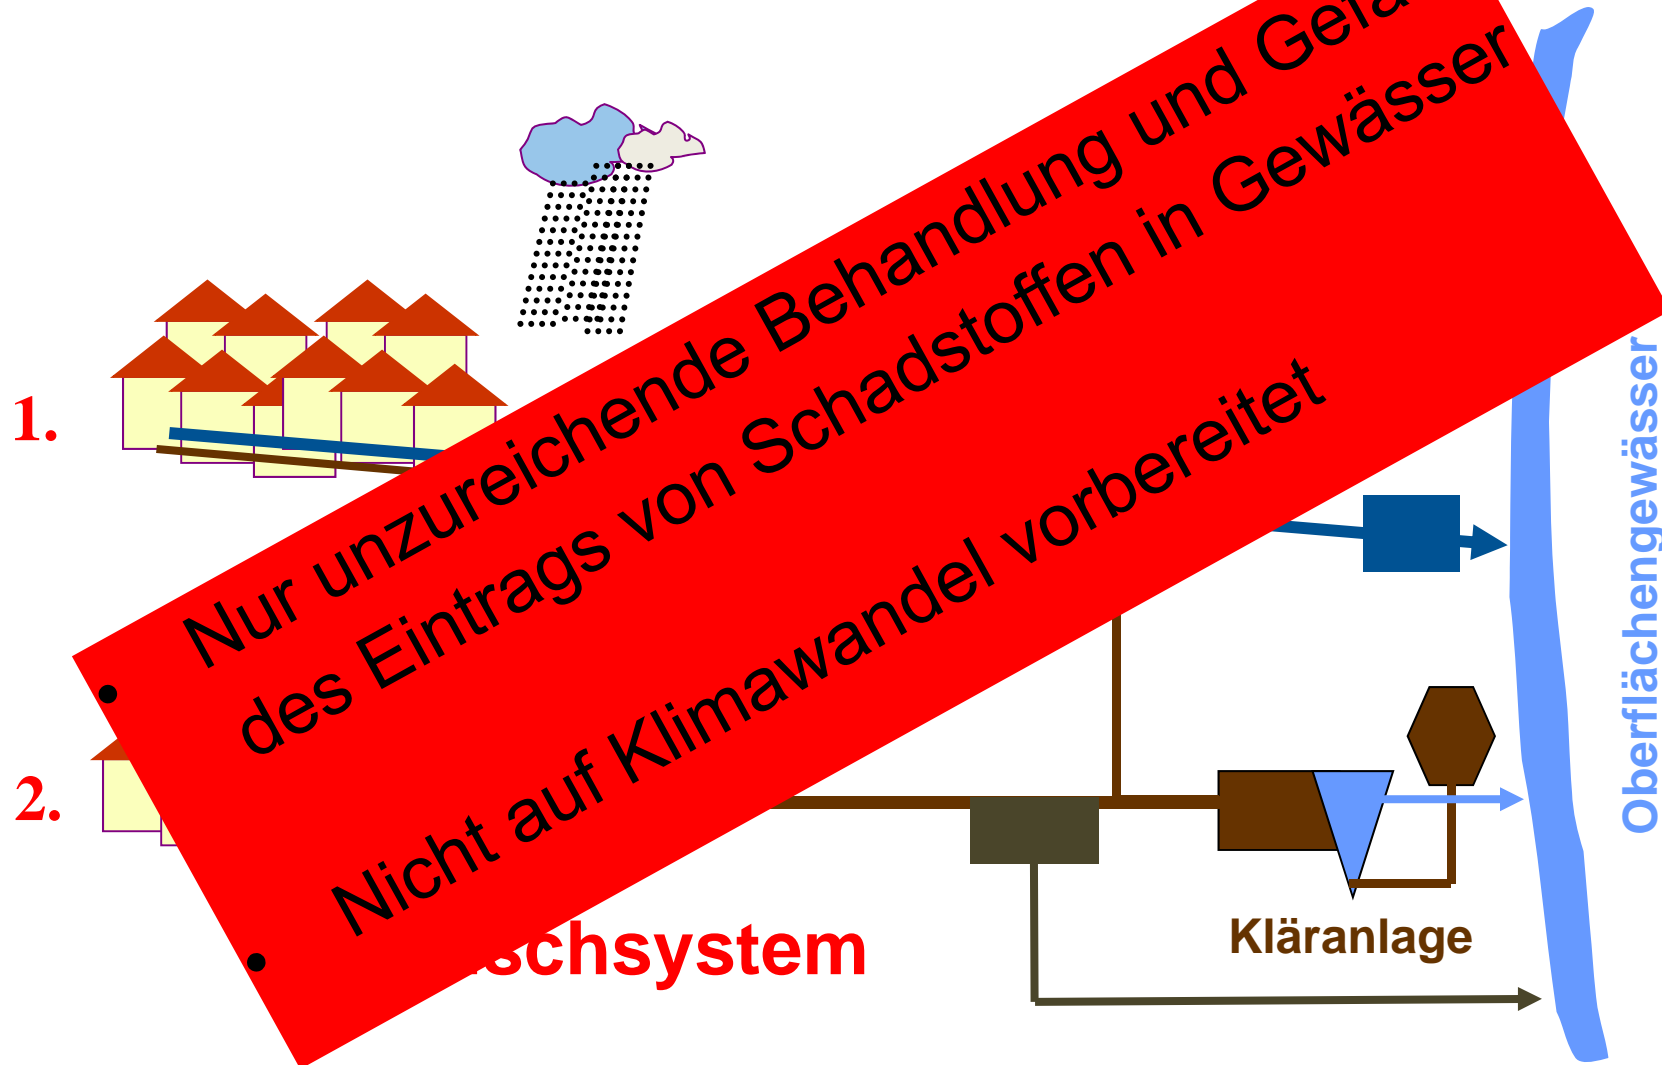 Nur unzureichende Behandlung und
des Eintrags von Schadstoffen in Gewässer
Nicht auf Klimawandel vorbereitet
1.
2.
Oberflächengewässer
Kläranlage
schsystem